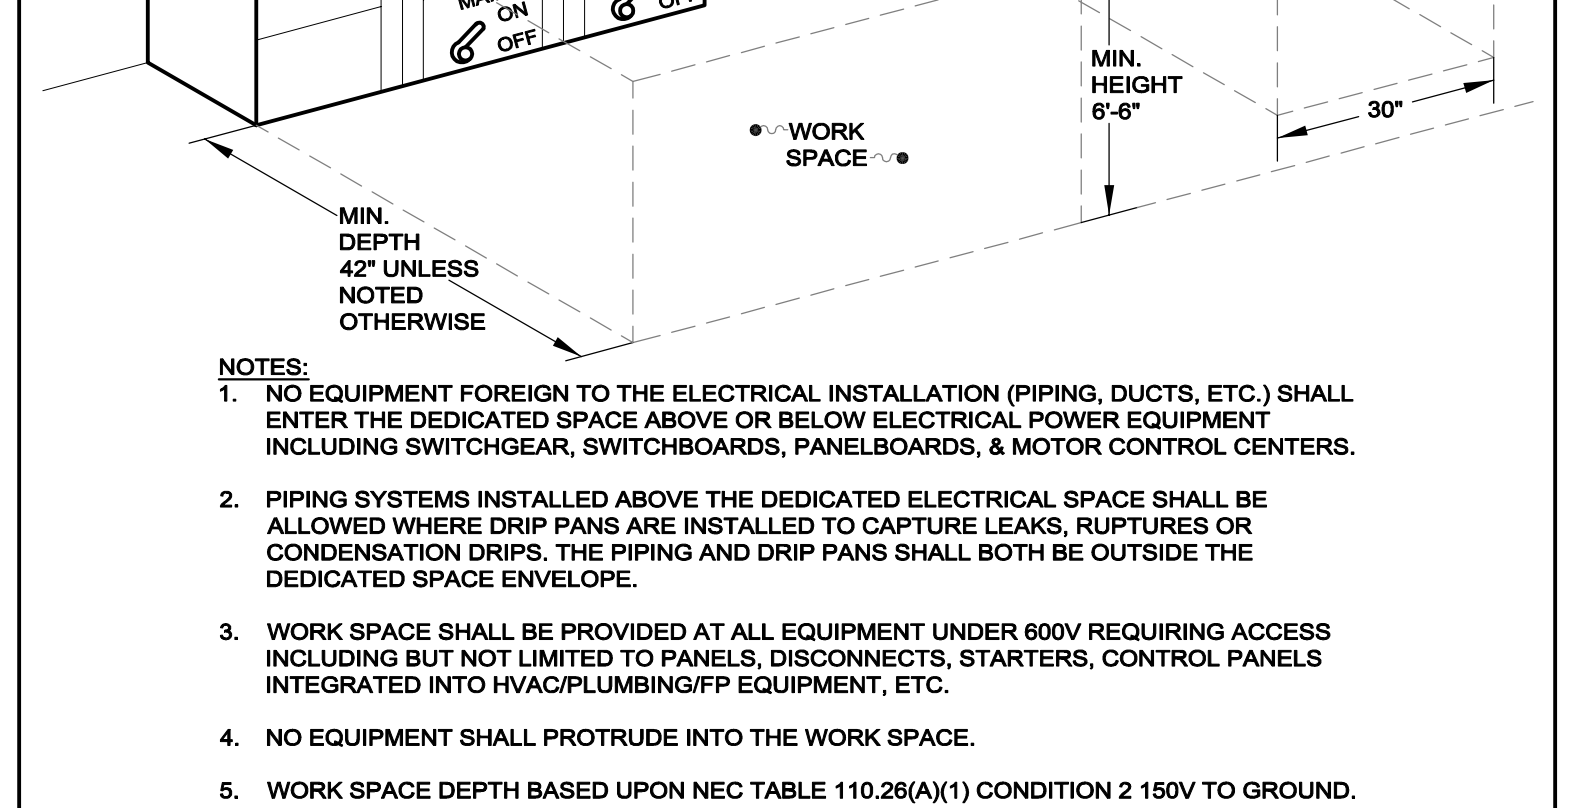 ON
OFF
MIN.
HEIGHT
6'-6"
30"
WORK
SPACE
MIN.
DEPTH
42" UNLESS
NOTED
OTHERWISE
NOTES:
1. NO EQUIPMENT FOREIGN TO THE ELECTRICAL INSTALLATION (PIPING, DUCTS, ETC.) SHALL
ENTER THE DEDICATED SPACE ABOVE OR BELOW ELECTRICAL POWER EQUIPMENT
INCLUDING SWITCHGEAR, SWITCHBOARDS, PANELBOARDS, & MOTOR CONTROL CENTERS.
2. PIPING SYSTEMS INSTALLED ABOVE THE DEDICATED ELECTRICAL SPACE SHALL BE
ALLOWED WHERE DRIP PANS ARE INSTALLED TO CAPTURE LEAKS, RUPTURES OR
CONDENSATION DRIPS. THE PIPING AND DRIP PANS SHALL BOTH BE OUTSIDE THE
DEDICATED SPACE ENVELOPE.
3. WORK SPACE SHALL BE PROVIDED AT ALL EQUIPMENT UNDER 600V REQUIRING ACCESS
INCLUDING BUT NOT LIMITED TO PANELS, DISCONNECTS, STARTERS, CONTROL PANELS
INTEGRATED INTO HVAC/PLUMBING/FP EQUIPMENT, ETC.
4. NO EQUIPMENT SHALL PROTRUDE INTO THE WORK SPACE.
5. WORK SPACE DEPTH BASED UPON NEC TABLE 110.26(A)(1) CONDITION 2 150V TO GROUND.